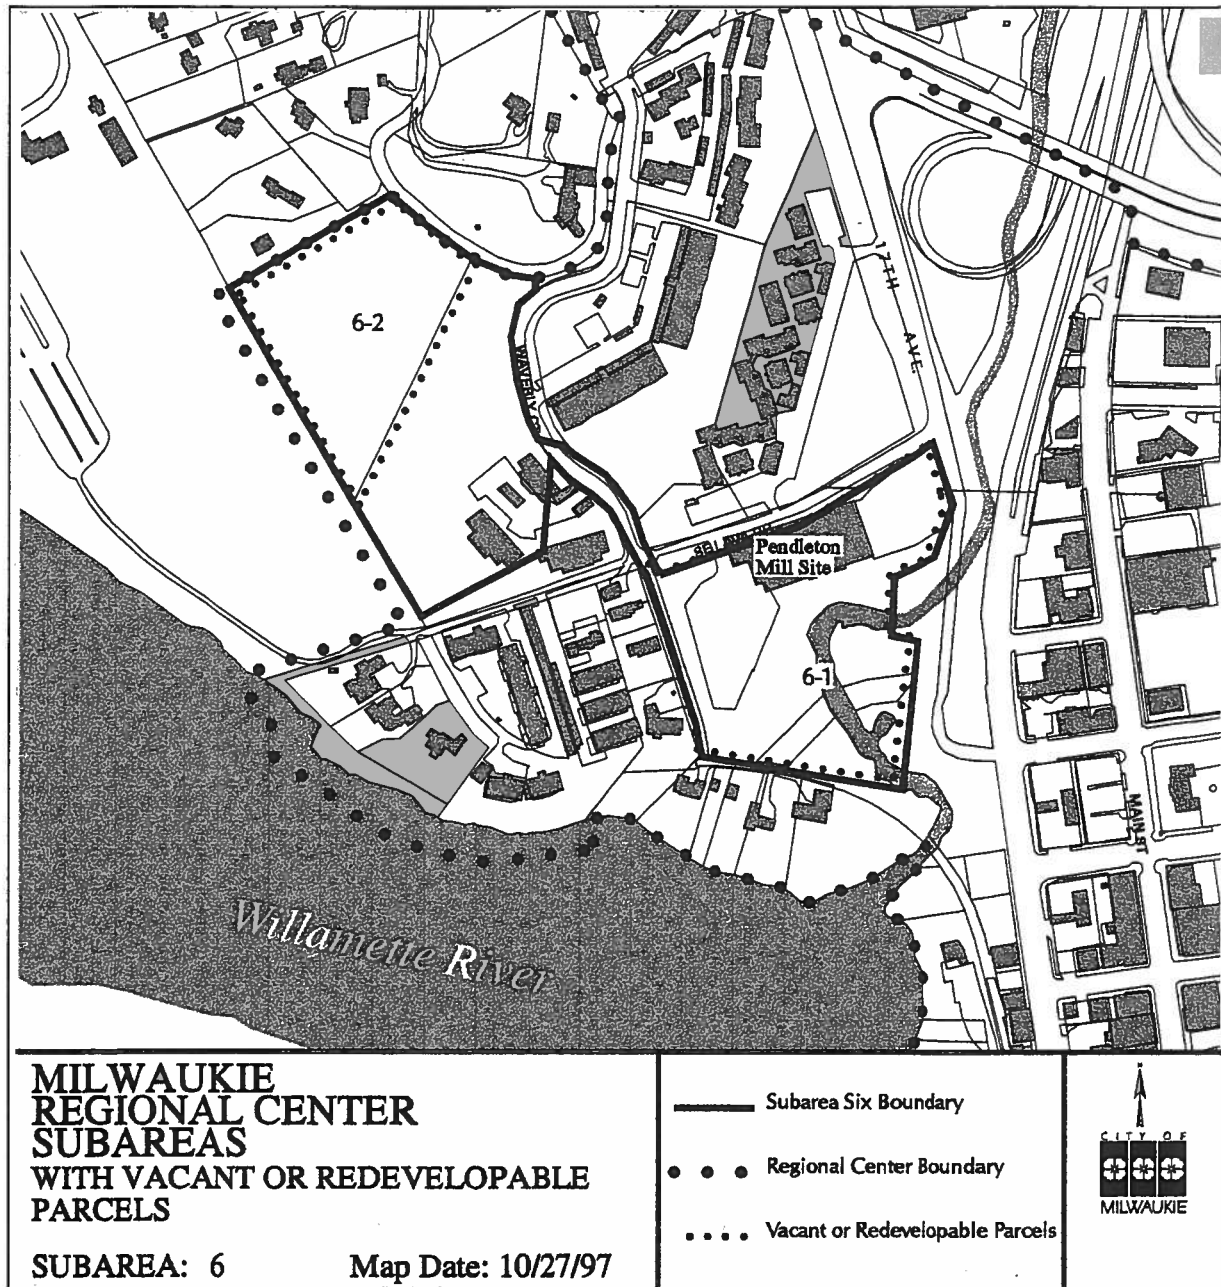 17TH AVE.
6-2
WAVERLY
Pendleton
Mill Site
6-1
MAIN ST
Willamette River
MILWAUKIE
REGIONAL CENTER
SUBAREAS
WITH VACANT OR REDEVELOPABLE
PARCELS
SUBAREA: 6 Map Date: 10/27/97
Subarea Six Boundary
Regional Center Boundary
Vacant or Redevelopable Parcels
CITY OF
MILWAUKIE